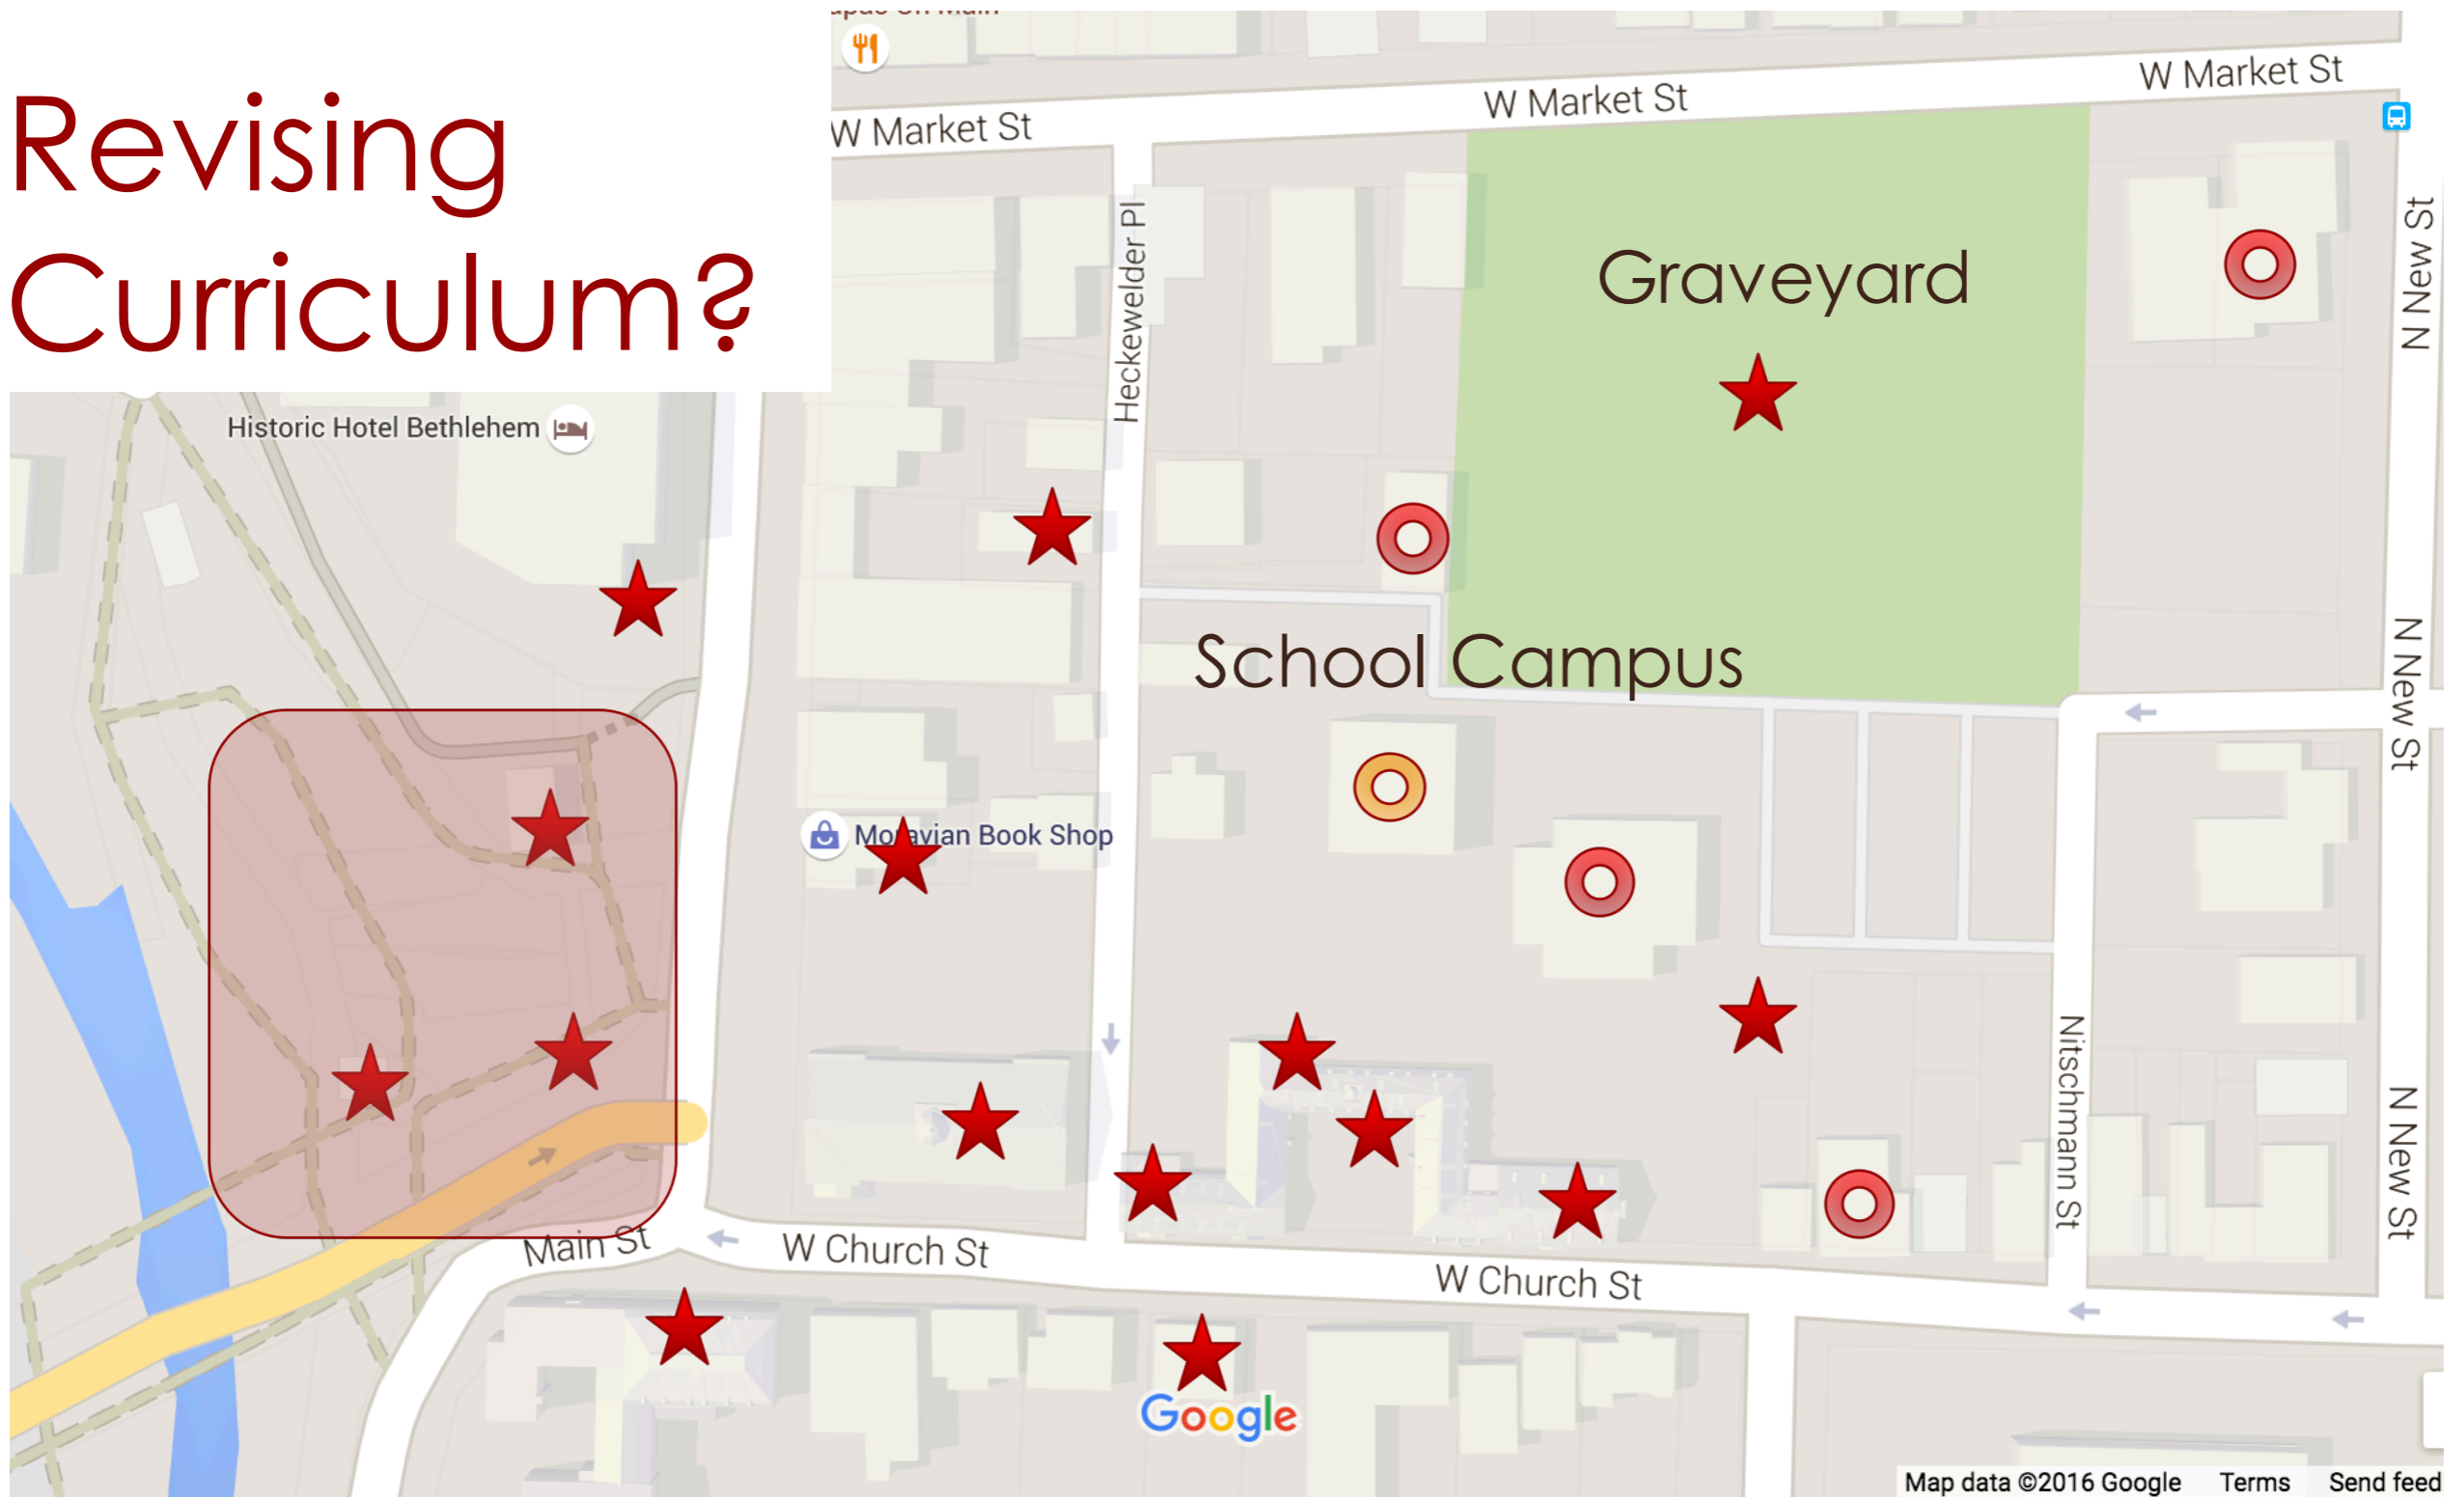 Revising
Curriculum?
W Market St
W Market St
W Market St
Heckewelder Pl
Graveyard
N New St
Historic Hotel Bethlehem
School Campus
N New St
Moravian Book Shop
Nitschmann St
N New St
Main St
W Church St
W Church St
Google
Map data ©2016 Google Terms Send feed